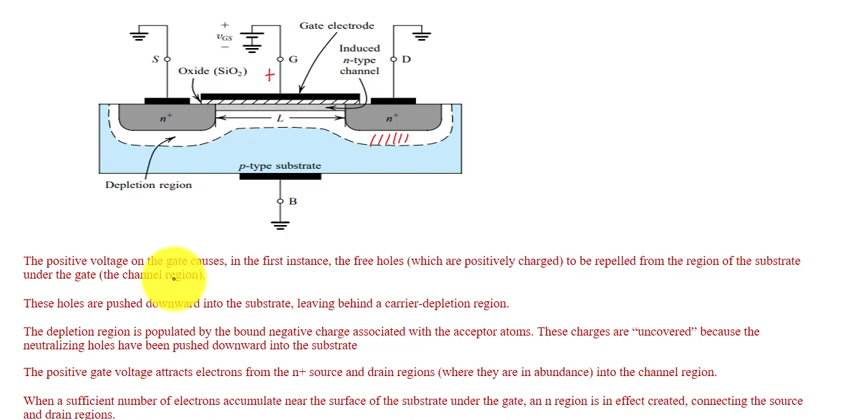 +
Gate electrode
vGS
−
Induced
S
G
n-type
D
Oxide (SiO2)
+
channel
n+
L
n+
p-type substrate
Depletion region
B
The positive voltage on the gate causes, in the first instance, the free holes (which are positively charged) to be repelled from the region of the substrate
under the gate (the channel region).
These holes are pushed downward into the substrate, leaving behind a carrier-depletion region.
The depletion region is populated by the bound negative charge associated with the acceptor atoms. These charges are “uncovered” because the
neutralizing holes have been pushed downward into the substrate
The positive gate voltage attracts electrons from the n+ source and drain regions (where they are in abundance) into the channel region.
When a sufficient number of electrons accumulate near the surface of the substrate under the gate, an n region is in effect created, connecting the source
and drain regions.